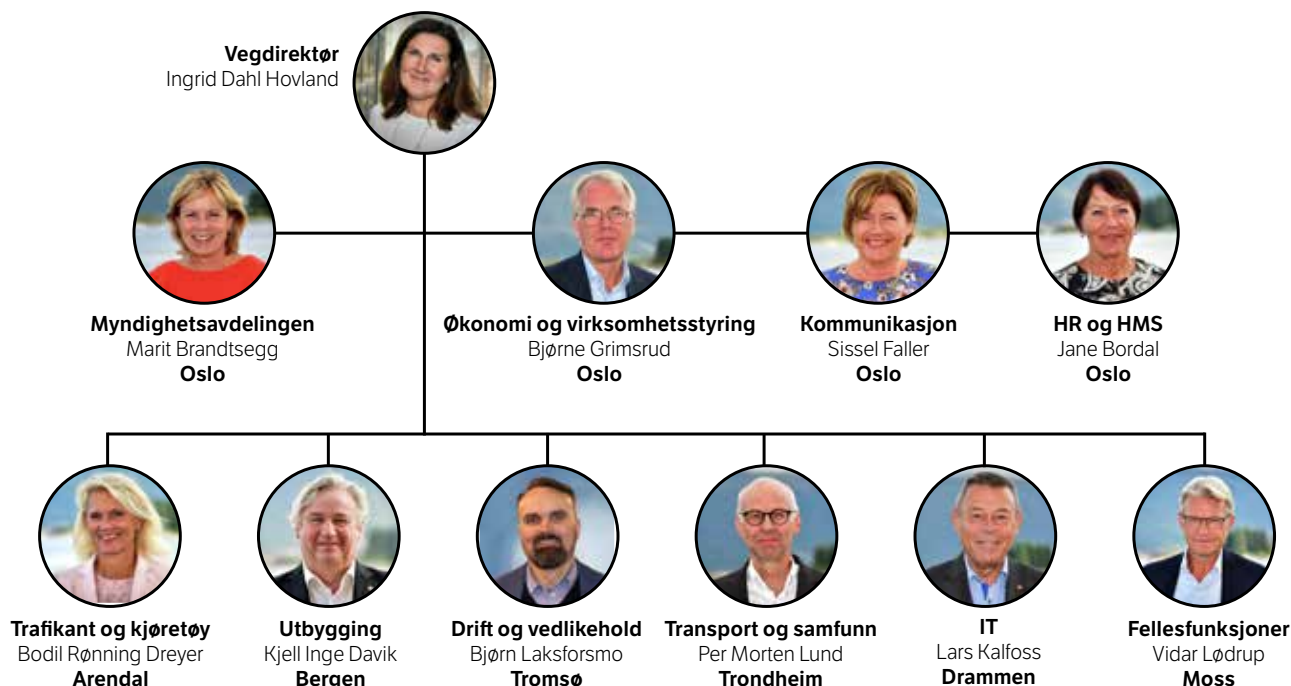 Vegdirektør
Ingrid Dahl Hovland
Myndighetsavdelingen
Marit Brandtsegg
Oslo
Økonomi og virksomhetsstyring
Bjørne Grimsrud
Oslo
Kommunikasjon
Sissel Faller
Oslo
HR og HMS
Jane Bordal
Oslo
Trafikant og kjøretøy
Bodil Rønning Dreyer
Arendal
Utbygging
Kjell Inge Davik
Bergen
Drift og vedlikehold
Bjørn Laksforsmo
Tromsø
Transport og samfunn
Per Morten Lund
Trondheim
IT
Lars Kalfoss
Drammen
Fellesfunksjoner
Vidar Lødrup
Moss